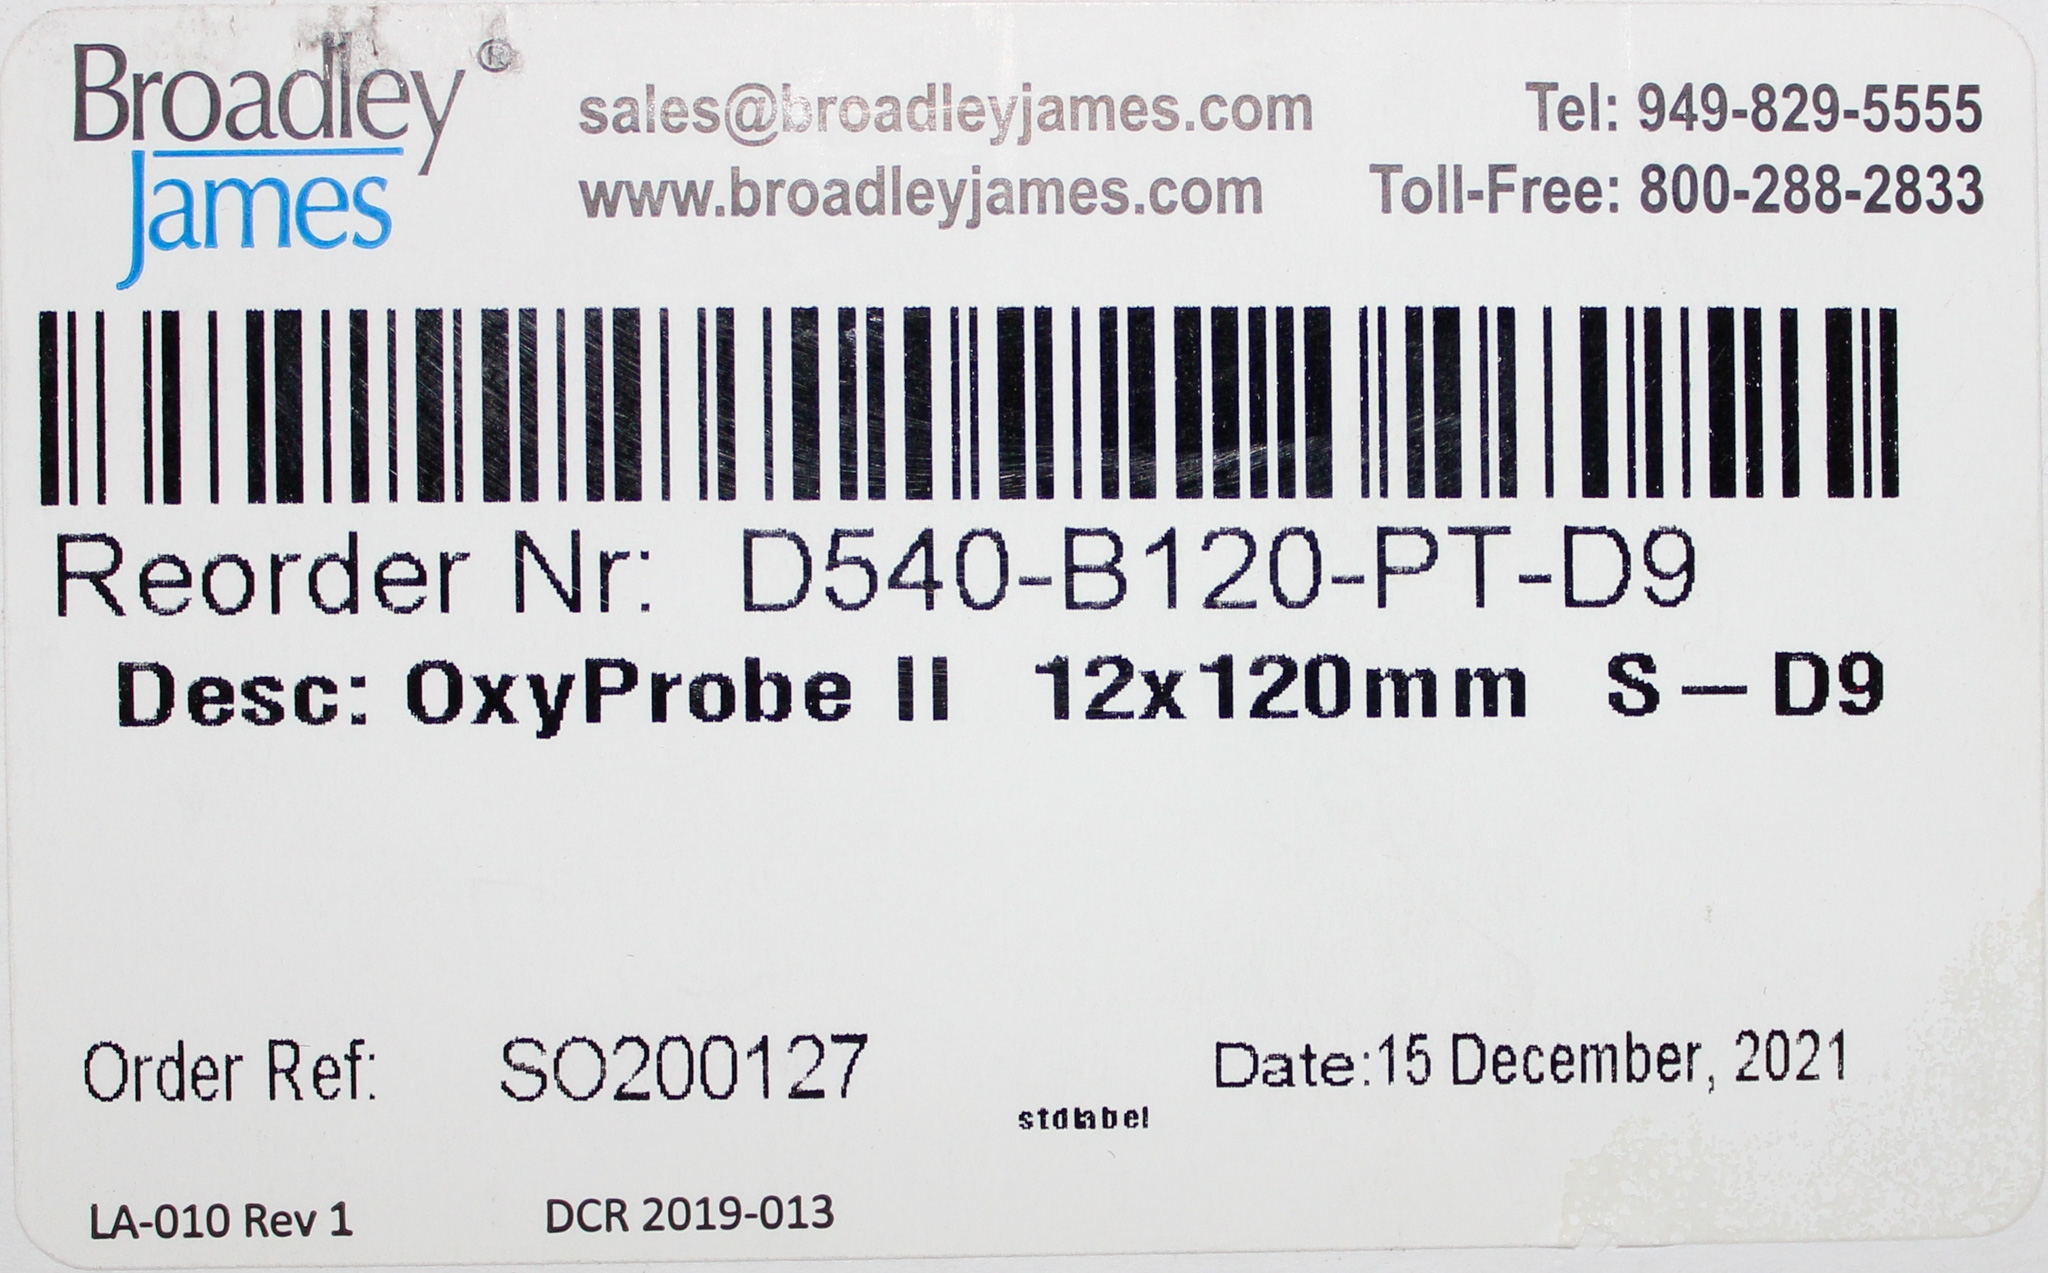 Broadley®
James
sales@broadleyjames.com
www.broadleyjames.com
Tel: 949-829-5555
Toll-Free: 800-288-2833
Reorder Nr: D540-B120-PT-D9
Desc: OxyProbe II 12x120mm S — D9
Order Ref: SO200127
Date:15 December, 2021
stdlabel
LA-010 Rev 1
DCR 2019-013